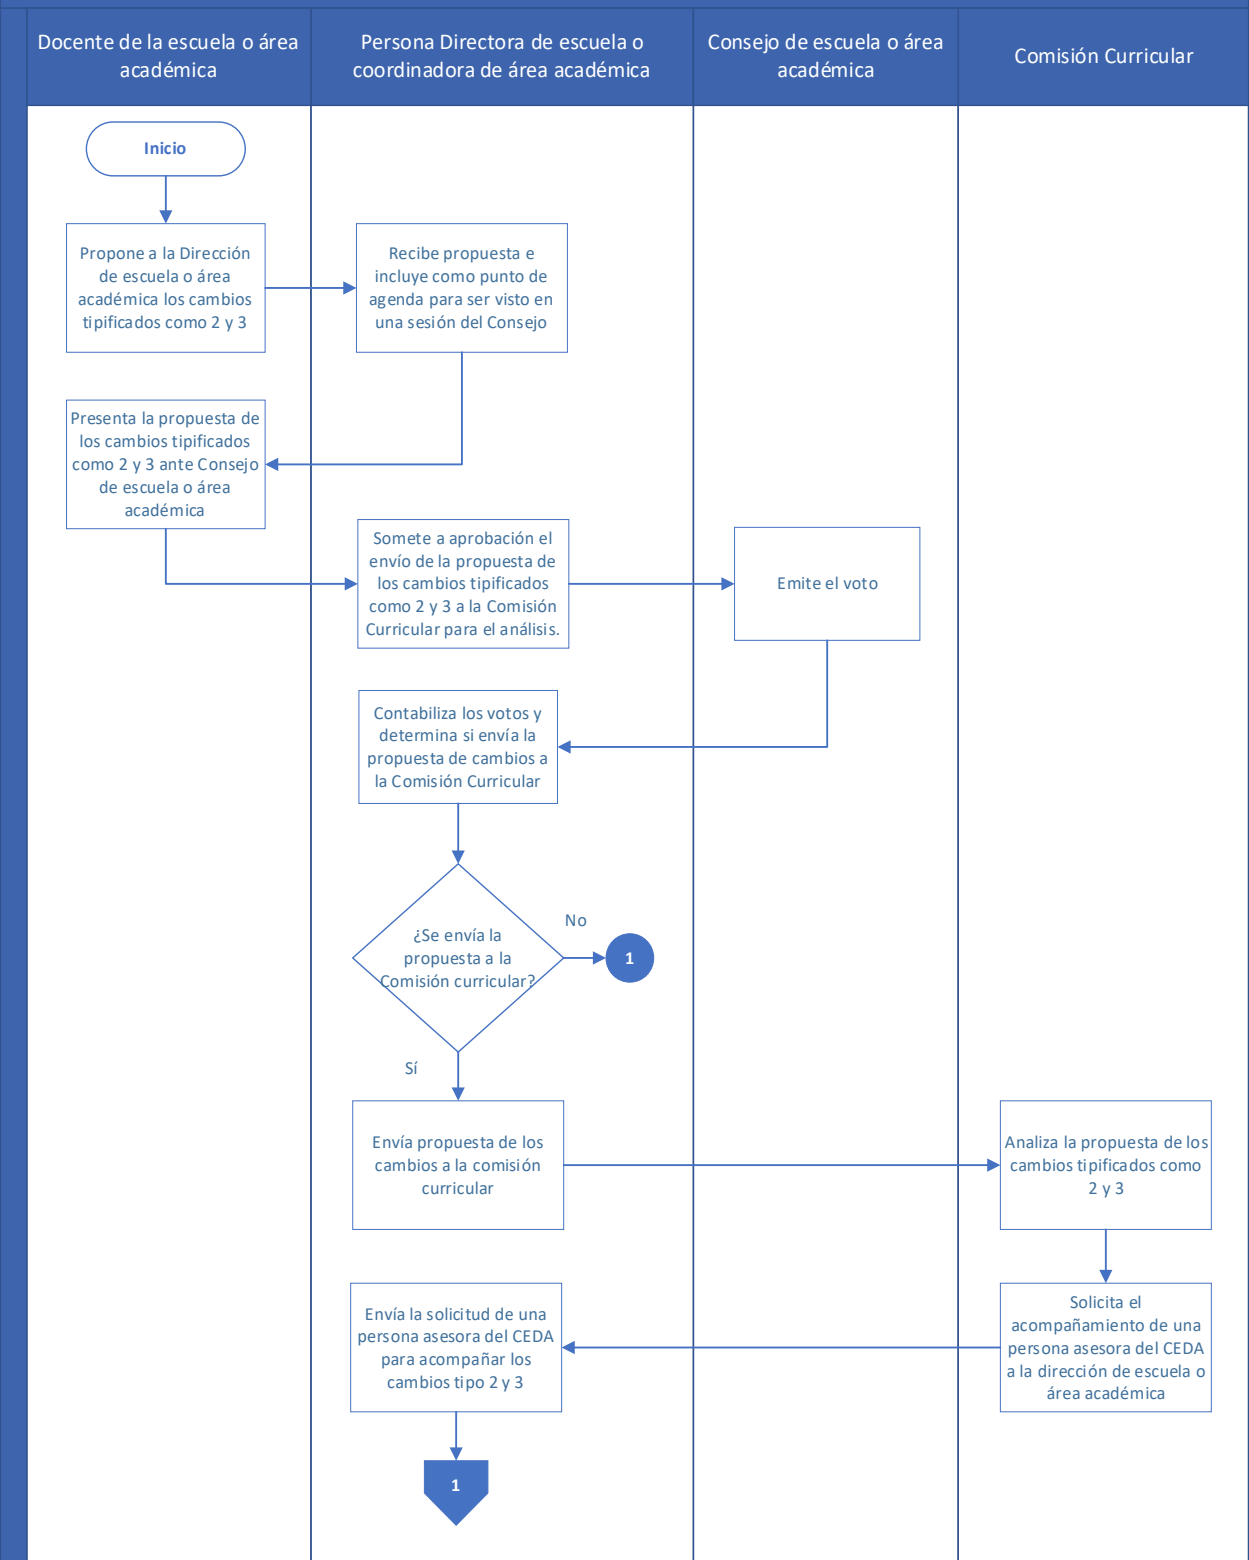 Docente de la escuela o área
académica
Persona Directora de escuela o
coordinadora de área académica
Consejo de escuela o área
académica
Comisión Curricular
Inicio
Propone a la Dirección
de escuela o área
académica los cambios
tipificados como 2 y 3
Recibe propuesta e
incluye como punto de
agenda para ser visto en
una sesión del Consejo
Presenta la propuesta de
los cambios tipificados
como 2 y 3 ante Consejo
de escuela o área
académica
Somete a aprobación el
envío de la propuesta de
los cambios tipificados
como 2 y 3 a la Comisión
Curricular para el análisis.
Emite el voto
Contabiliza los votos y
determina si envía la
propuesta de cambios a
la Comisión Curricular
¿Se envía la
propuesta a la
Comisión curricular?
No
1
Sí
Envía propuesta de los
cambios a la comisión
curricular
Analiza la propuesta de los
cambios tipificados como
2 y 3
Solicita el
acompañamiento de una
persona asesora del CEDA
a la dirección de escuela o
área académica
Envía la solicitud de una
persona asesora del CEDA
para acompañar los
cambios tipo 2 y 3
1